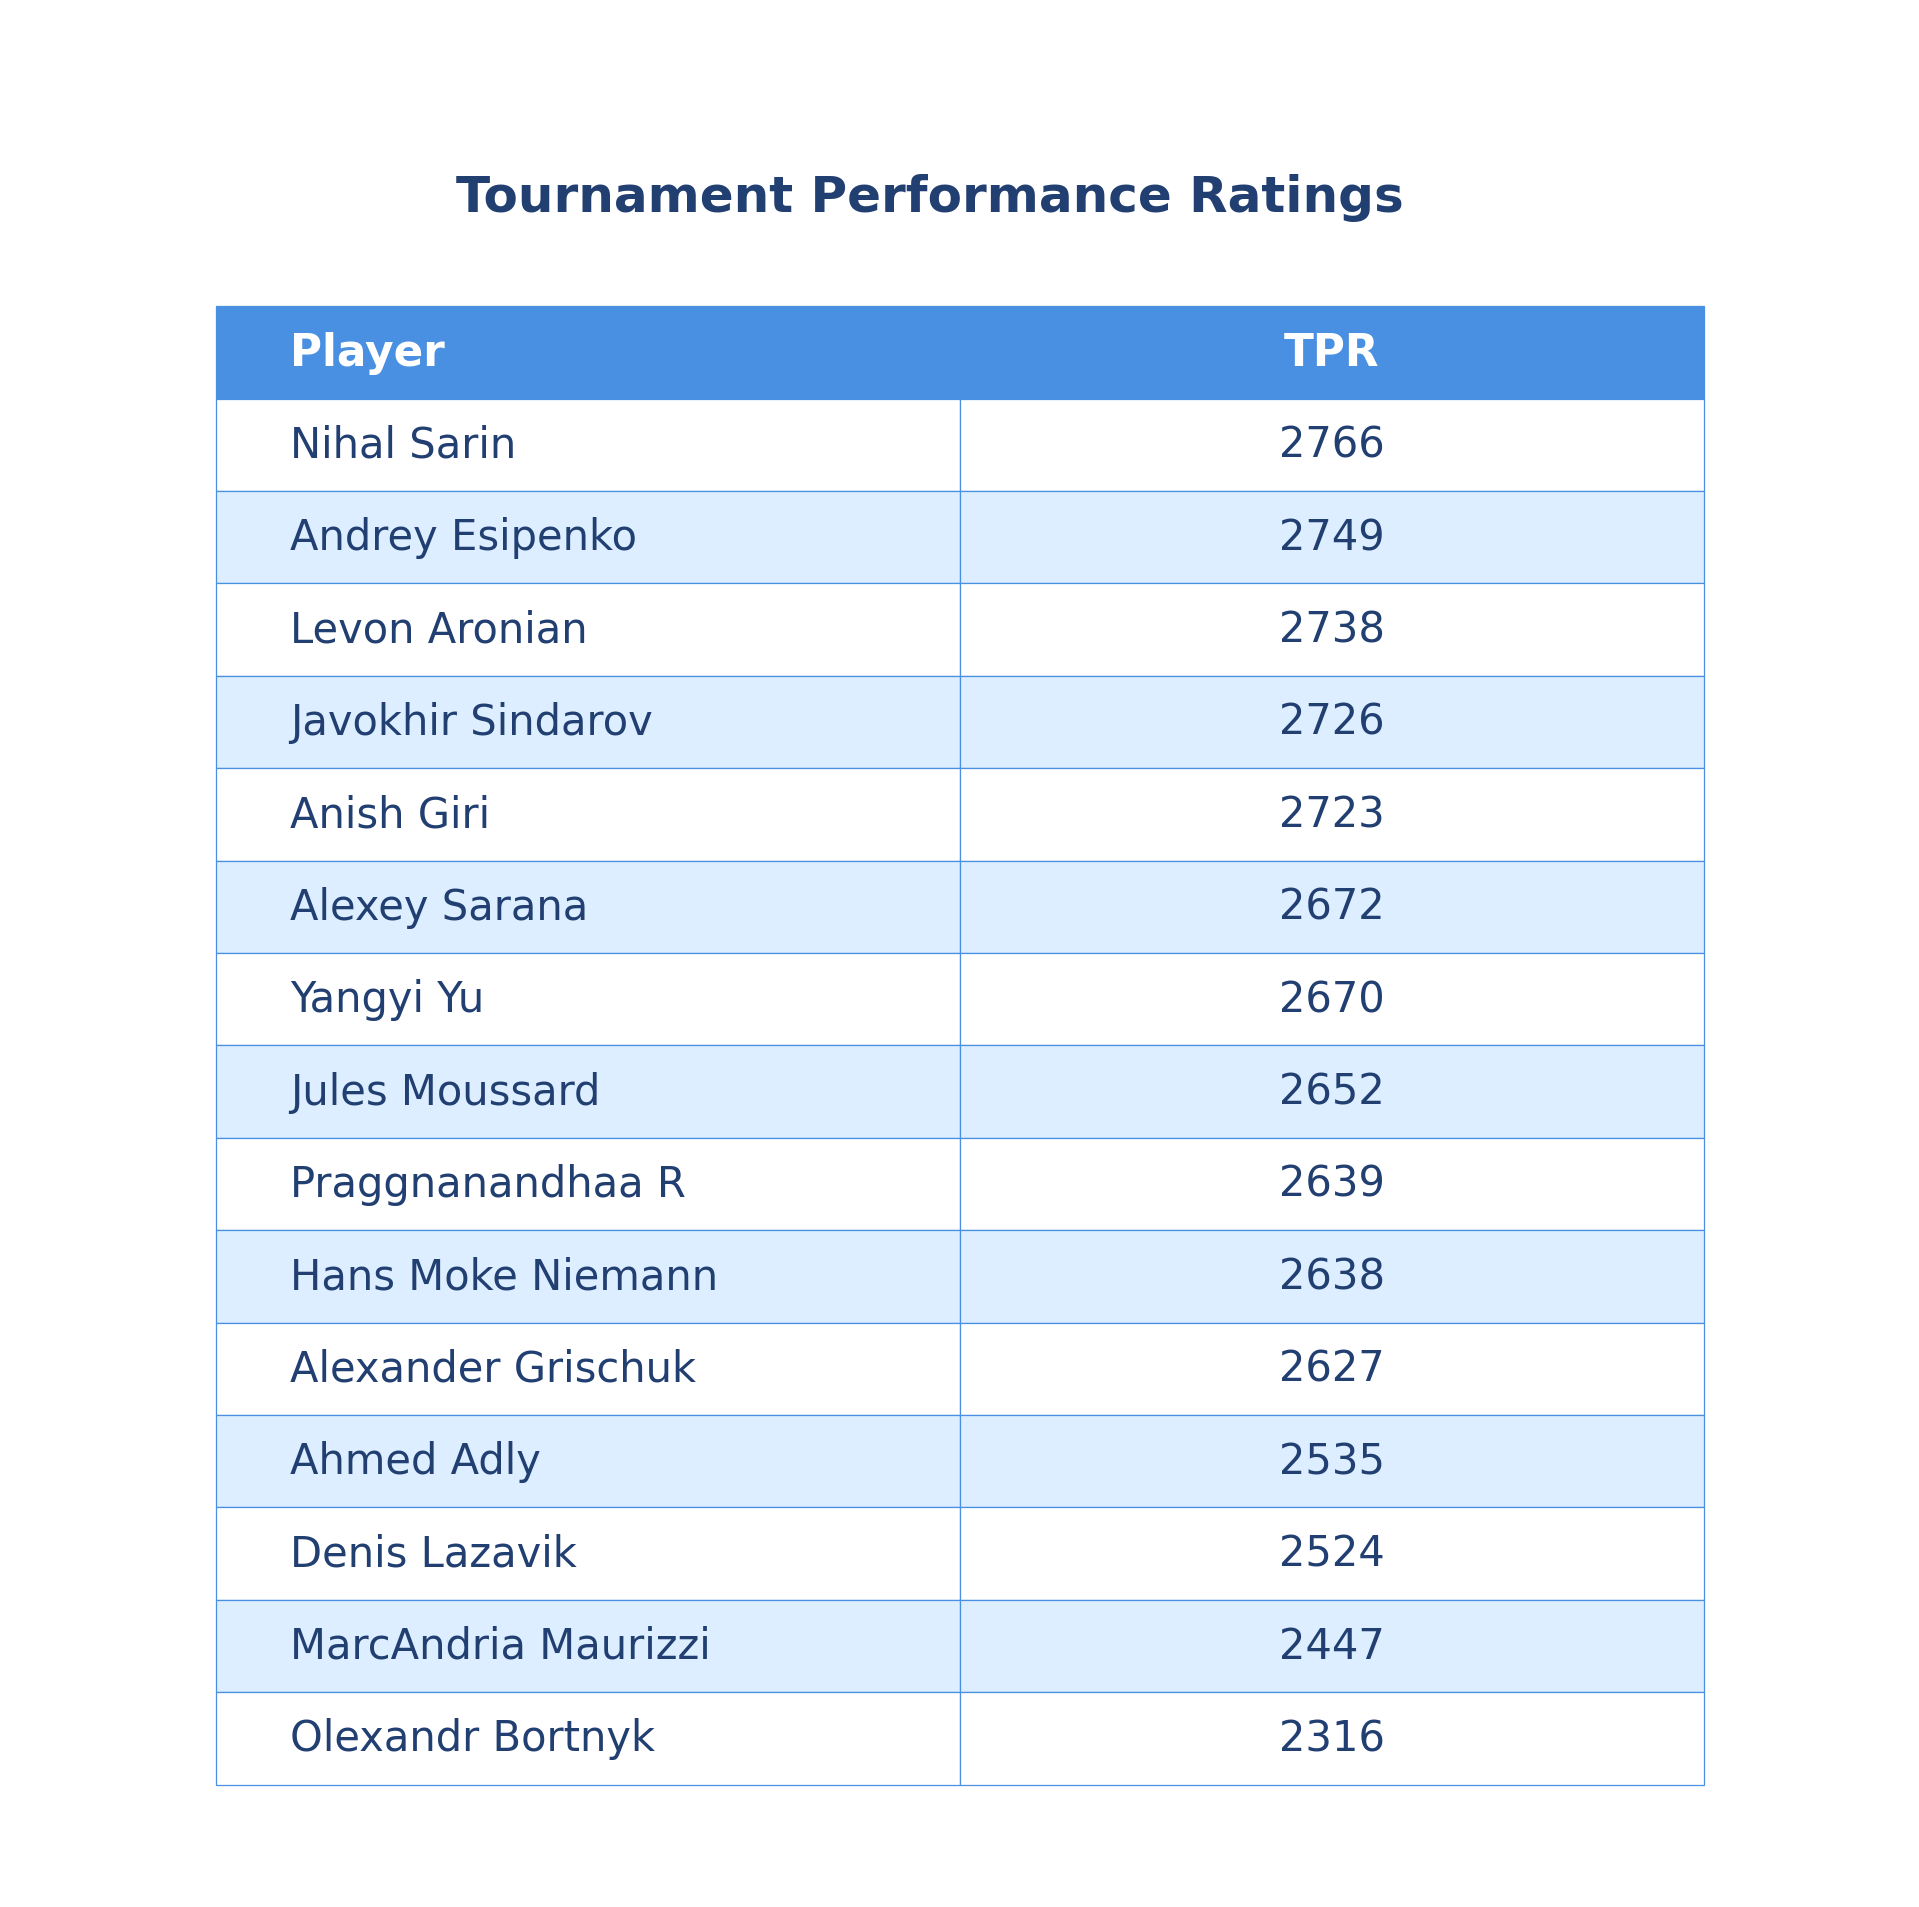 Tournament Performance Ratings
Player TPR
Nihal Sarin 2766
Andrey Esipenko 2749
Levon Aronian 2738
Javokhir Sindarov 2726
Anish Giri 2723
Alexey Sarana 2672
Yangyi Yu 2670
Jules Moussard 2652
Praggnanandhaa R 2639
Hans Moke Niemann 2638
Alexander Grischuk 2627
Ahmed Adly 2535
Denis Lazavik 2524
MarcAndria Maurizzi 2447
Olexandr Bortnyk 2316